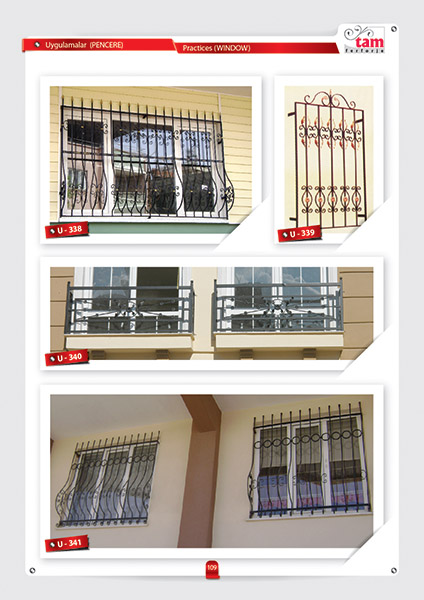 Uygulamalar (PENCERE)
Practices (WINDOW)
tam
ferforje
U - 338
U - 339
U - 340
U - 341
109